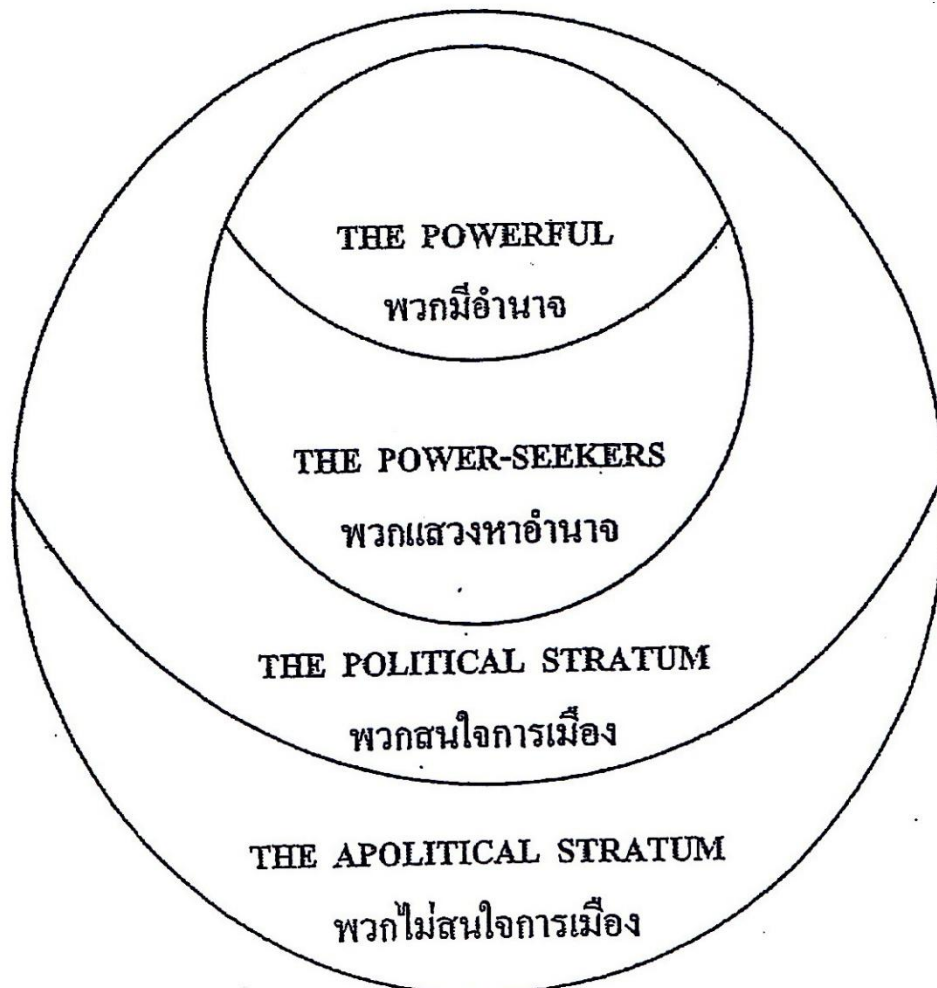 THE POWERFUL
พวกมีอำนาจ
THE POWER-SEEKERS
พวกแสวงหาอำนาจ
THE POLITICAL STRATUM
พวกสนใจการเมือง
THE APOLITICAL STRATUM
พวกไม่สนใจการเมือง